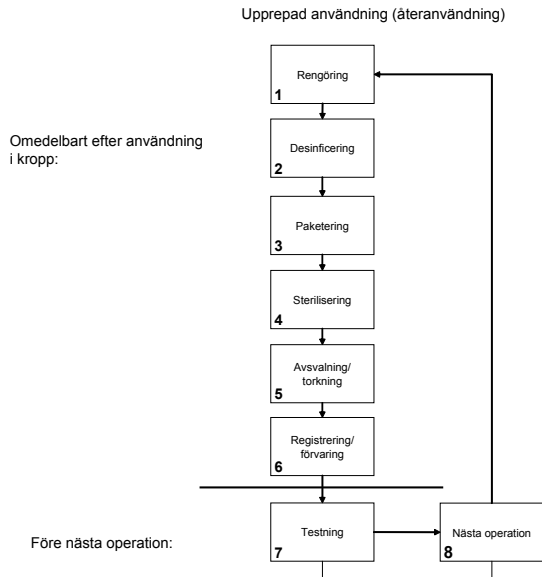 Upprepad användning (återanvändning)
Rengöring
1
Omedelbart efter användning
i kropp:
Desinficering
2
Paketering
3
Sterilisering
4
Avsvalning/
torkning
5
Registrering/
förvaring
6
Före nästa operation:
Testning
7
Nästa operation
8